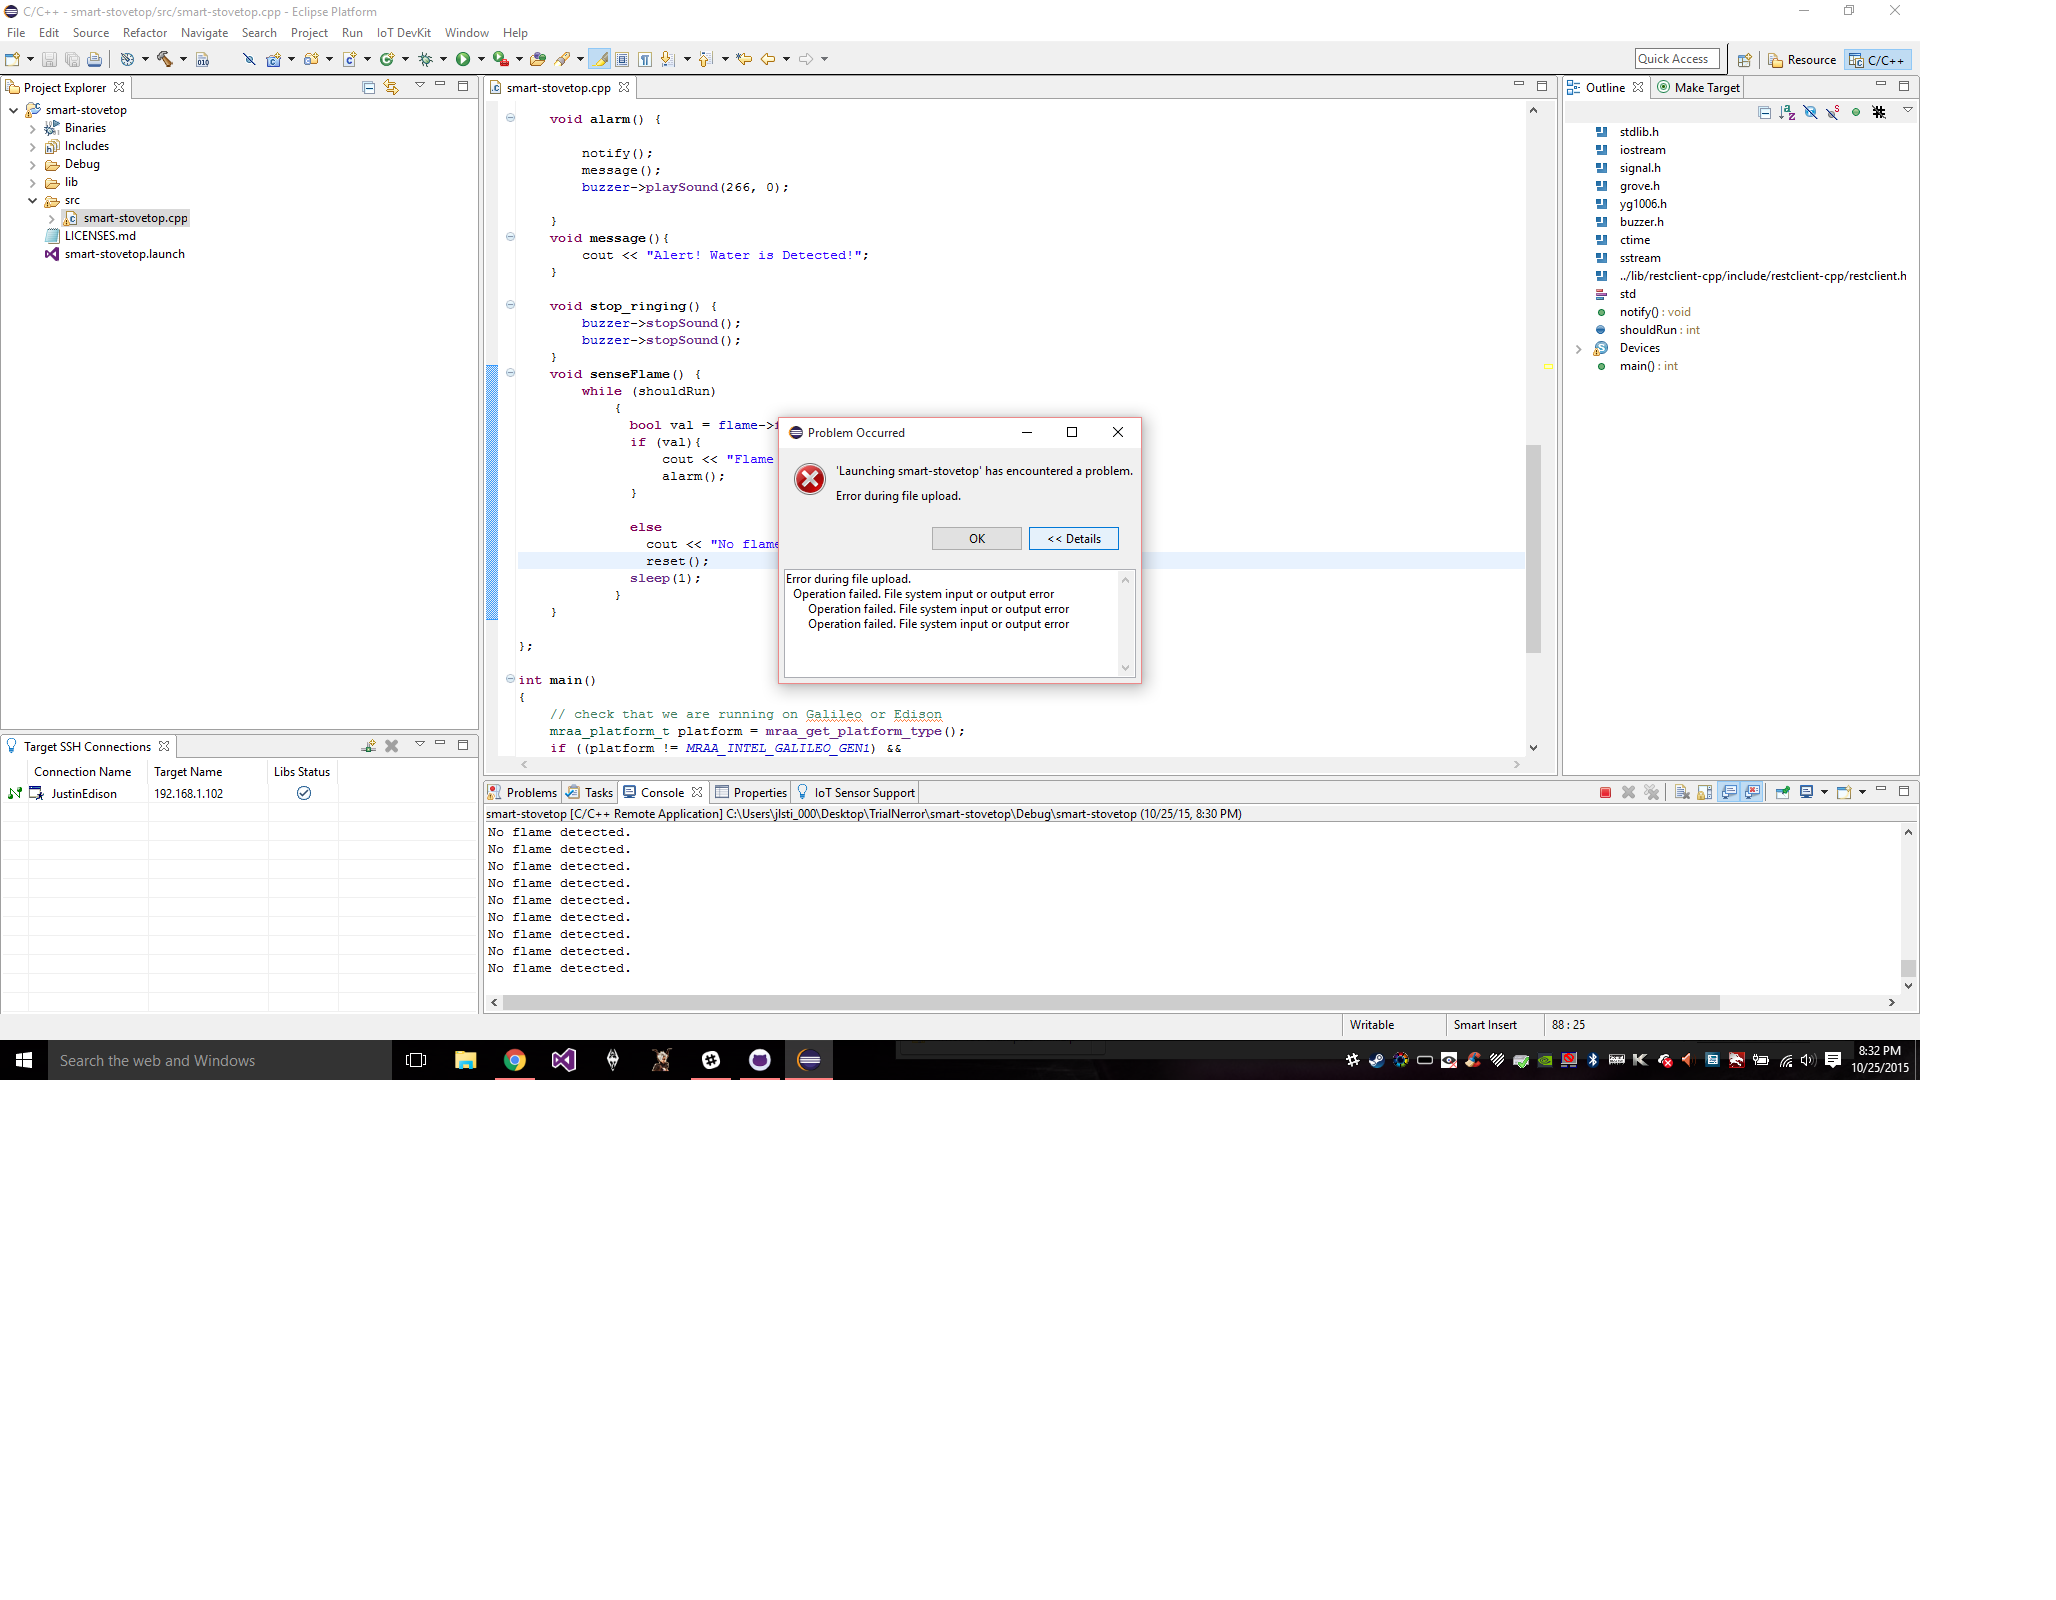 C/C++ - smart-stovetop/src/smart-stovetop.cpp - Eclipse Platform
File Edit Source Refactor Navigate Search Project Run IoT DevKit Window Help
Quick Access
Resource
C/C++
Project Explorer
smart-stovetop
Binaries
Includes
Debug
lib
src
smart-stovetop.cpp
LICENSES.md
smart-stovetop.launch
smart-stovetop.cpp
void alarm() {
notify();
message();
buzzer->playSound(266, 0);
}
void message(){
cout << "Alert! Water is Detected!";
}
void stop_ringing() {
buzzer->stopSound();
buzzer->stopSound();
}
void senseFlame() {
while (shouldRun)
{
bool val = flame->
if (val){
cout << "Flame
alarm();
}
else
cout << "No flame
reset();
sleep(1);
}
}
};
int main()
{
// check that we are running on Galileo or Edison
mraa_platform_t platform = mraa_get_platform_type();
if ((platform != MRAA_INTEL_GALILEO_GEN1) &&
Problem Occurred
'Launching smart-stovetop' has encountered a problem.
Error during file upload.
OK
<< Details
Error during file upload.
Operation failed. File system input or output error
Operation failed. File system input or output error
Operation failed. File system input or output error
Outline
Make Target
stdlib.h
iostream
signal.h
grove.h
yg1006.h
buzzer.h
ctime
sstream
../lib/restclient-cpp/include/restclient-cpp/restclient.h
std
notify() : void
shouldRun : int
Devices
main() : int
Target SSH Connections
Connection Name Target Name Libs Status
JustinEdison 192.168.1.102
Problems Tasks Console Properties IoT Sensor Support
smart-stovetop [C/C++ Remote Application] C:\Users\jlsti_000\Desktop\TrialNerror\smart-stovetop\Debug\smart-stovetop (10/25/15, 8:30 PM)
No flame detected.
No flame detected.
No flame detected.
No flame detected.
No flame detected.
No flame detected.
No flame detected.
No flame detected.
No flame detected.
Writable Smart Insert 88 : 25
Search the web and Windows
8:32 PM
10/25/2015